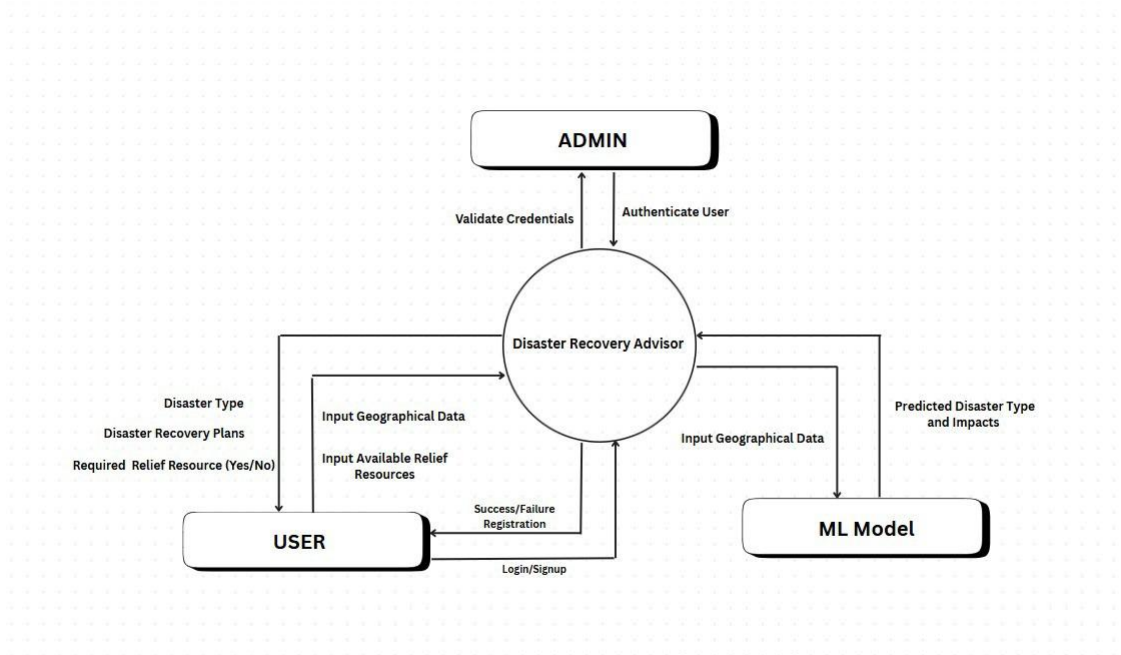 ADMIN
Validate Credentials
Authenticate User
Disaster Recovery Advisor
Disaster Type
Disaster Recovery Plans
Required Relief Resource (Yes/No)
Input Geographical Data
Input Available Relief
Resources
Input Geographical Data
Predicted Disaster Type
and Impacts
Success/Failure
Registration
Login/Signup
USER
ML Model